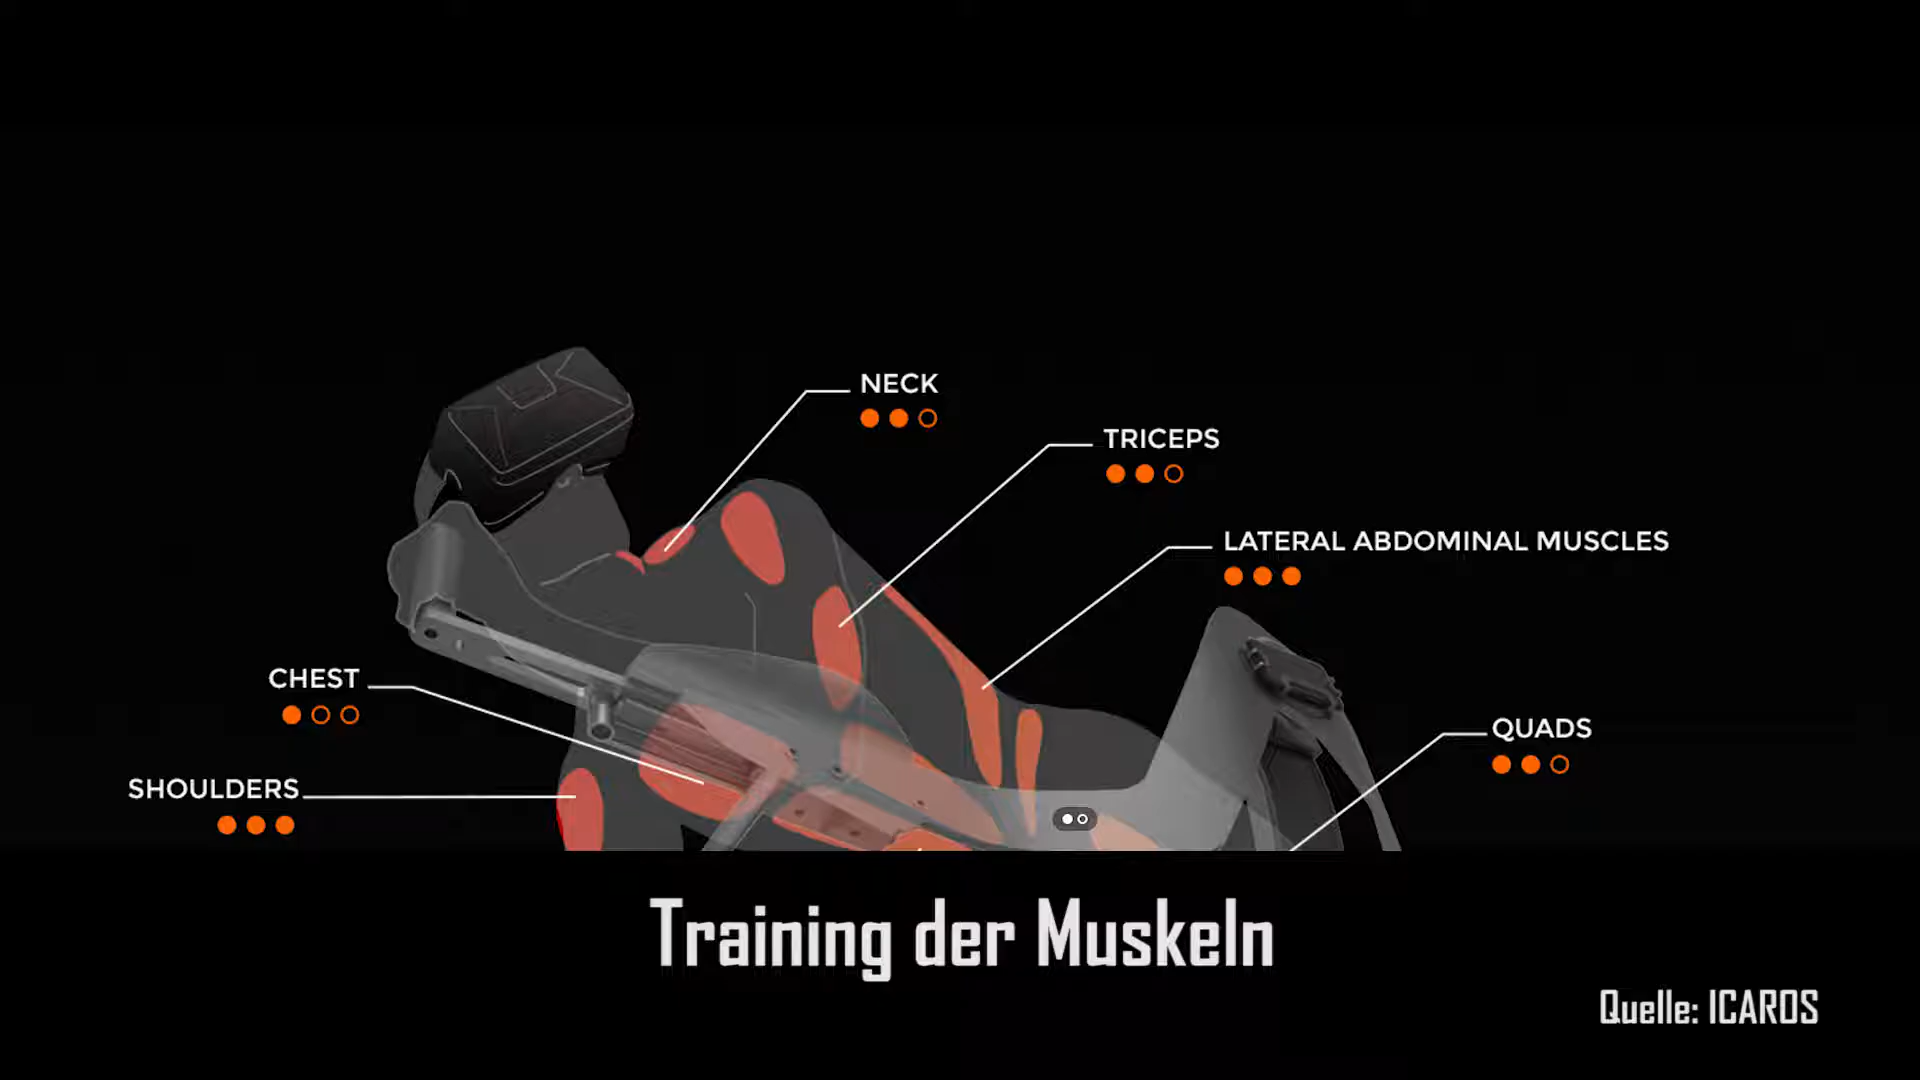 NECK
TRICEPS
LATERAL ABDOMINAL MUSCLES
CHEST
QUADS
SHOULDERS
Training der Muskeln
Quelle: ICAROS